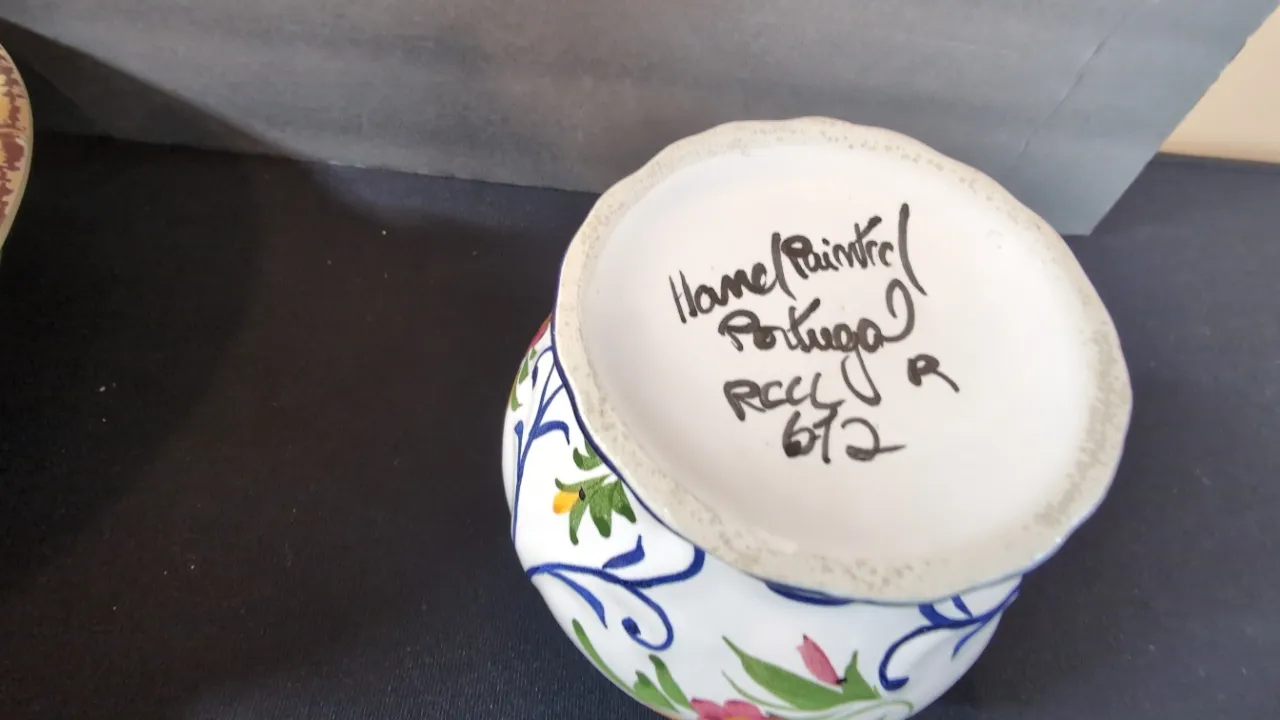 Hand Painted
Portugal
RCCL R
672